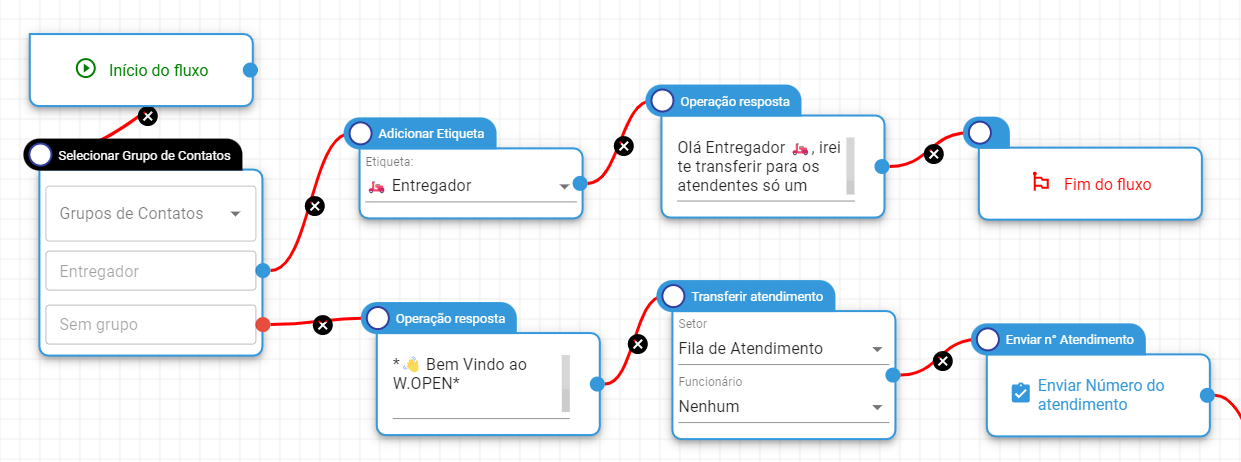 Início do fluxo
Selecionar Grupo de Contatos
Grupos de Contatos
Entregador
Sem grupo
Adicionar Etiqueta
Etiqueta:
🛵 Entregador
Operação resposta
Olá Entregador 🛵, irei
te transferir para os
atendentes só um
Fim do fluxo
Operação resposta
*👋 Bem Vindo ao
W.OPEN*
Transferir atendimento
Setor
Fila de Atendimento
Funcionário
Nenhum
Enviar n° Atendimento
Enviar Número do
atendimento